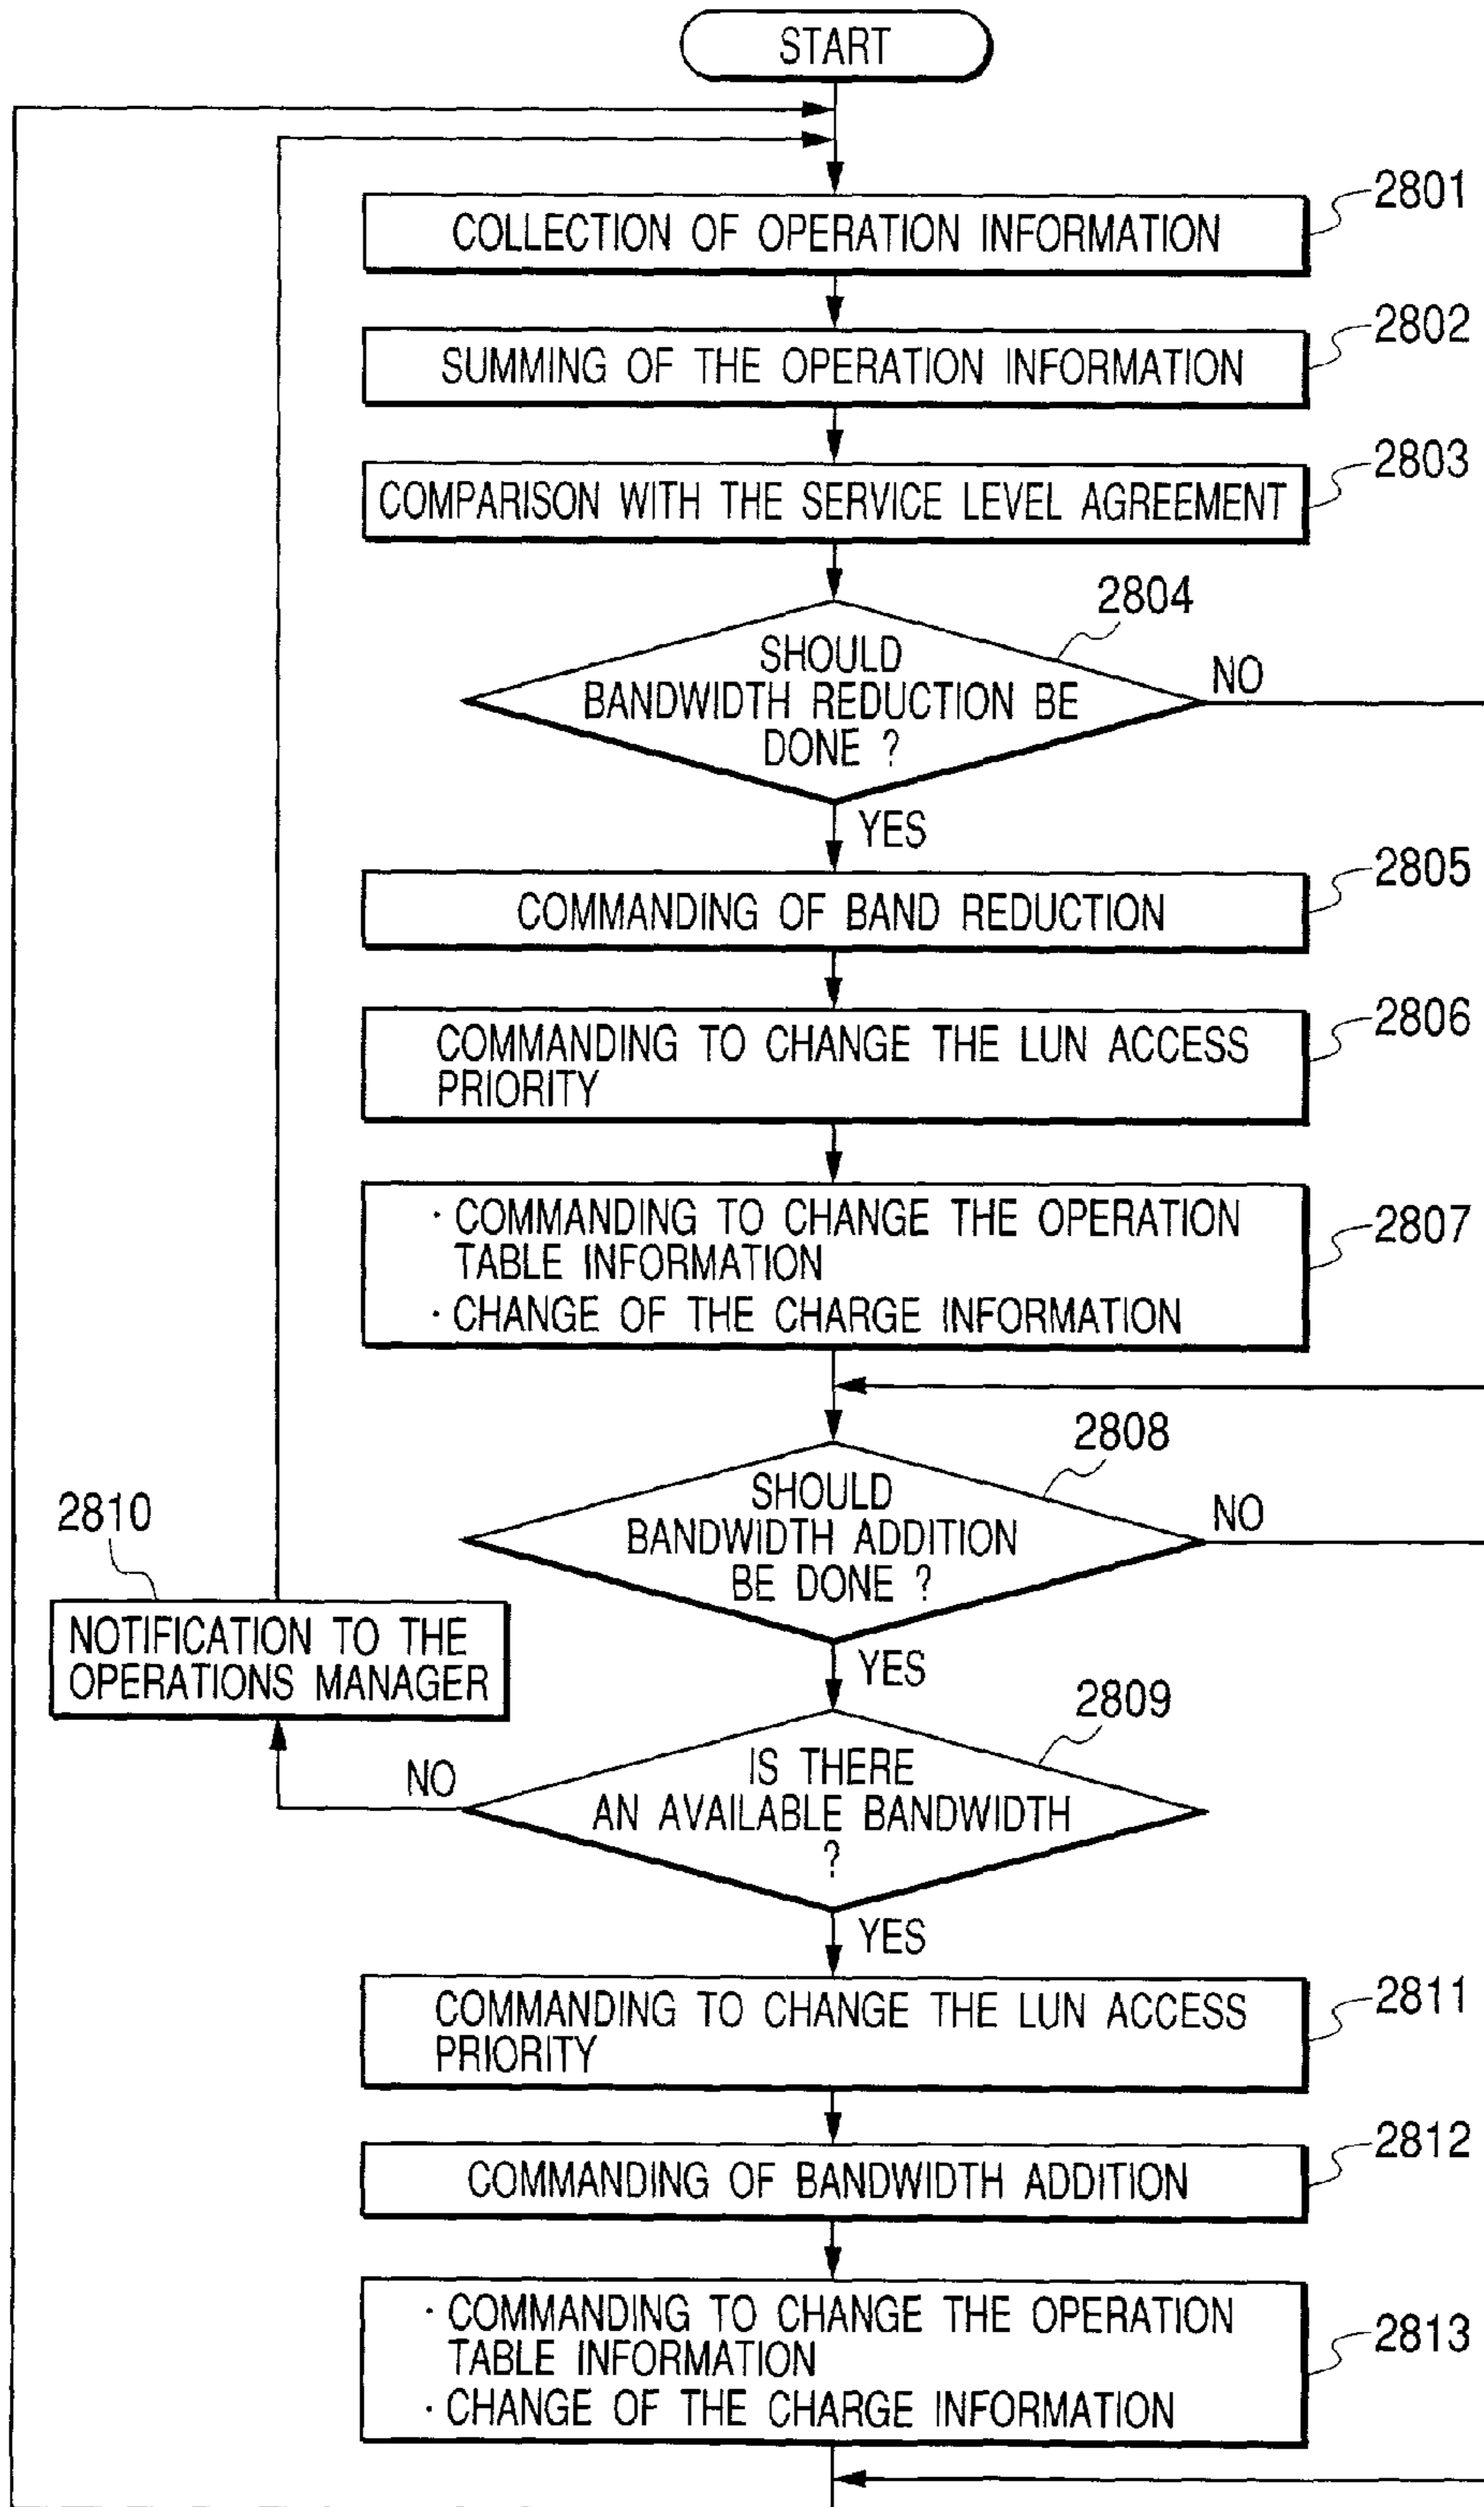 START
2801
COLLECTION OF OPERATION INFORMATION
2802
SUMMING OF THE OPERATION INFORMATION
2803
COMPARISON WITH THE SERVICE LEVEL AGREEMENT
2804
SHOULD
BANDWIDTH REDUCTION BE
DONE ?
NO
YES
2805
COMMANDING OF BAND REDUCTION
2806
COMMANDING TO CHANGE THE LUN ACCESS
PRIORITY
2807
· COMMANDING TO CHANGE THE OPERATION
TABLE INFORMATION
· CHANGE OF THE CHARGE INFORMATION
2808
SHOULD
BANDWIDTH ADDITION
BE DONE ?
NO
YES
2810
NOTIFICATION TO THE
OPERATIONS MANAGER
2809
IS THERE
AN AVAILABLE BANDWIDTH
?
NO
YES
2811
COMMANDING TO CHANGE THE LUN ACCESS
PRIORITY
2812
COMMANDING OF BANDWIDTH ADDITION
2813
· COMMANDING TO CHANGE THE OPERATION
TABLE INFORMATION
· CHANGE OF THE CHARGE INFORMATION